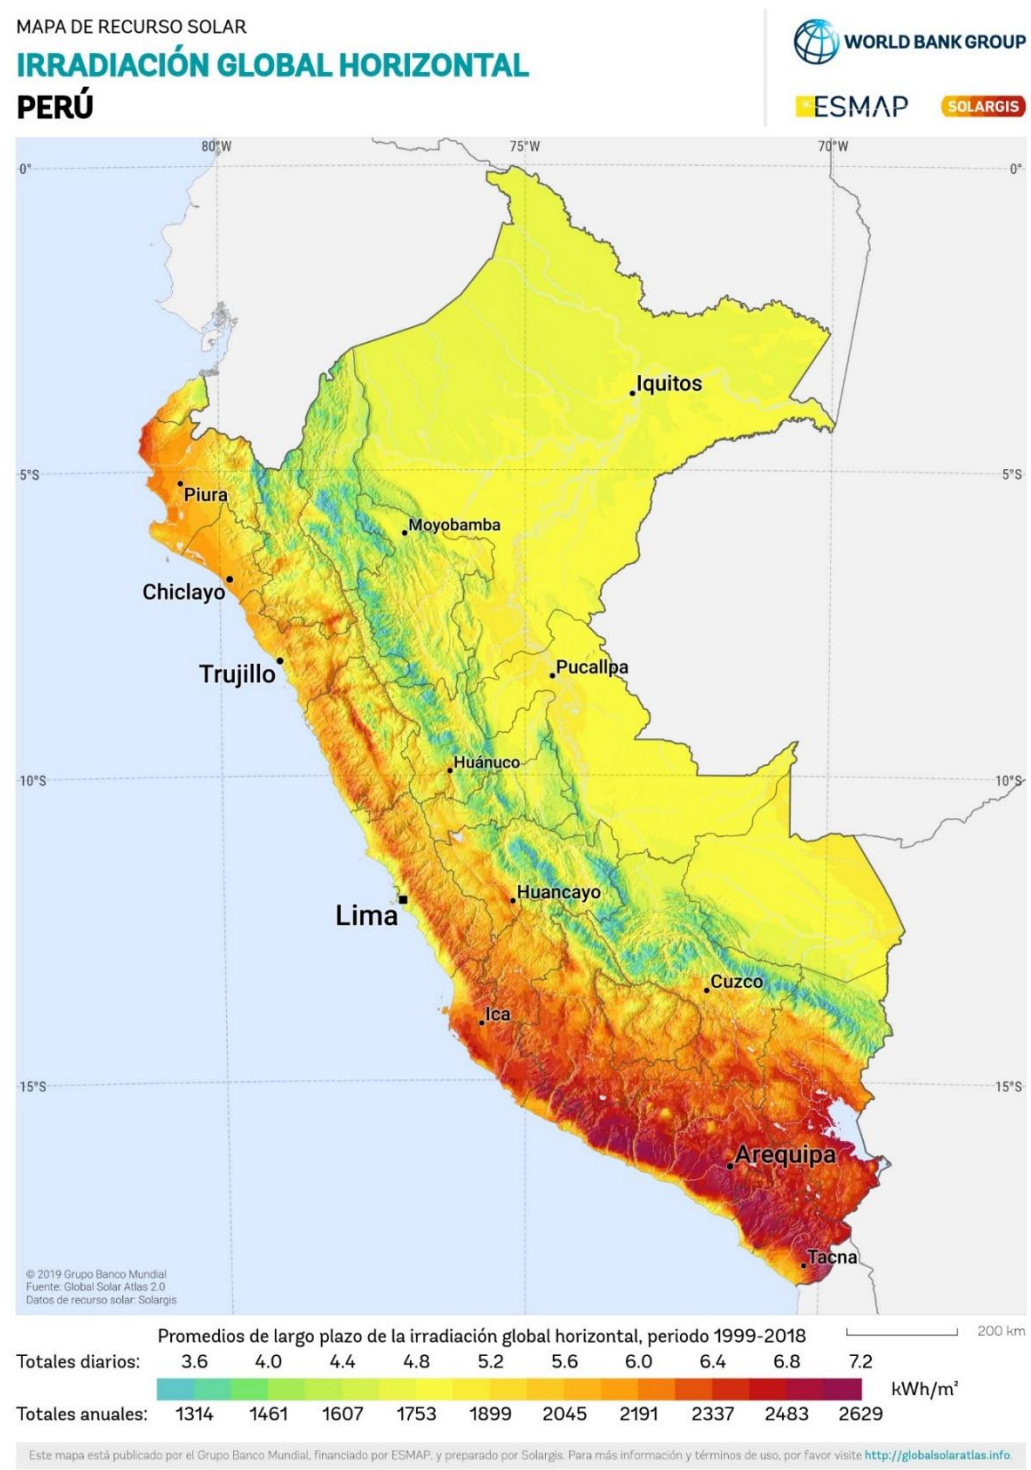 MAPA DE RECURSO SOLAR
IRRADIACIÓN GLOBAL HORIZONTAL
PERÚ
WORLD BANK GROUP
ESMAP
SOLARGIS
80°W 75°W 70°W
0° 0°
Iquitos
5°S 5°S
Piura
Moyobamba
Chiclayo
Trujillo
Pucallpa
Huánuco
10°S 10°S
Huancayo
Lima
Cuzco
Ica
15°S 15°S
Arequipa
Tacna
© 2019 Grupo Banco Mundial
Fuente: Global Solar Atlas 2.0
Datos de recurso solar: Solargis
Promedios de largo plazo de la irradiación global horizontal, periodo 1999-2018
200 km
Totales diarios: 3.6 4.0 4.4 4.8 5.2 5.6 6.0 6.4 6.8 7.2
kWh/m²
Totales anuales: 1314 1461 1607 1753 1899 2045 2191 2337 2483 2629
Este mapa está publicado por el Grupo Banco Mundial, financiado por ESMAP, y preparado por Solargis. Para más información y términos de uso, por favor visite http://globalsolaratlas.info.